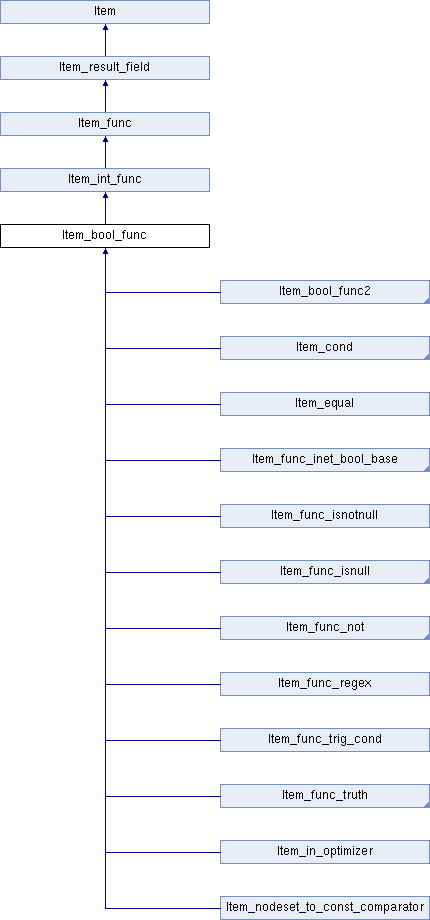 Item
Item_result_field
Item_func
Item_int_func
Item_bool_func
Item_bool_func2
Item_cond
Item_equal
Item_func_inet_bool_base
Item_func_isnotnull
Item_func_isnull
Item_func_not
Item_func_regex
Item_func_trig_cond
Item_func_truth
Item_in_optimizer
Item_nodeset_to_const_comparator